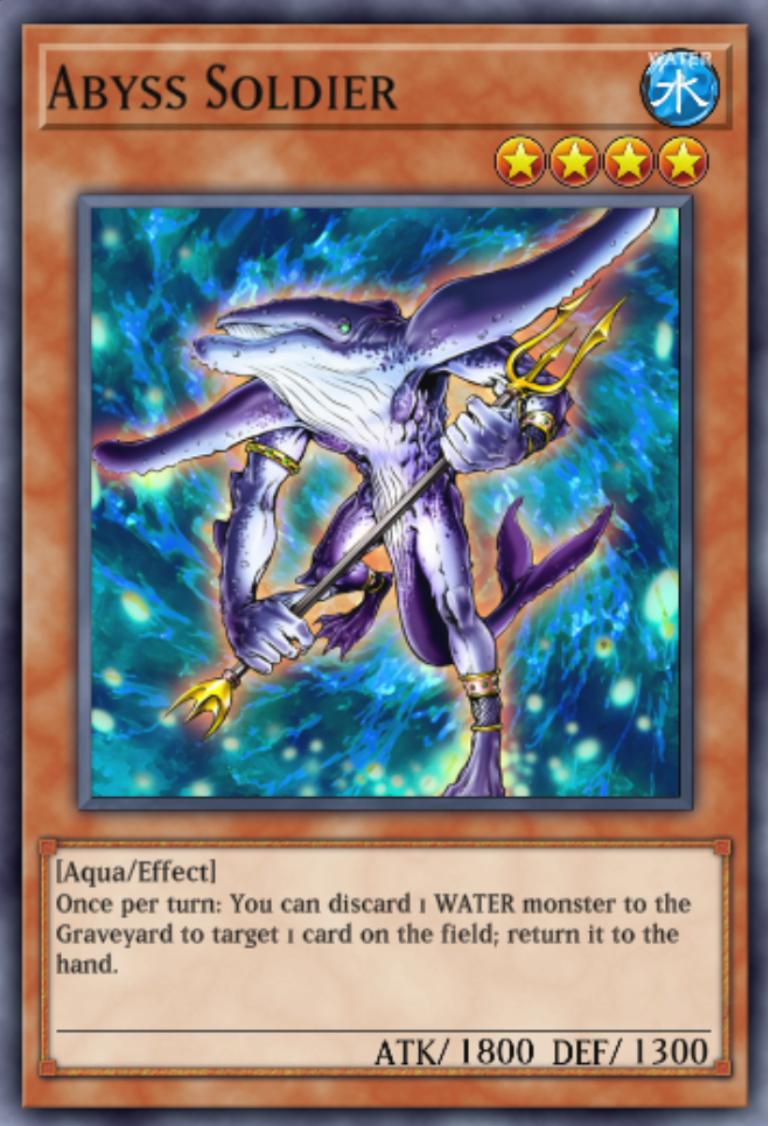 Abyss Soldier
WATER
水
[Aqua/Effect]
Once per turn: You can discard 1 WATER monster to the
Graveyard to target 1 card on the field; return it to the
hand.
ATK/ 1800 DEF/ 1300